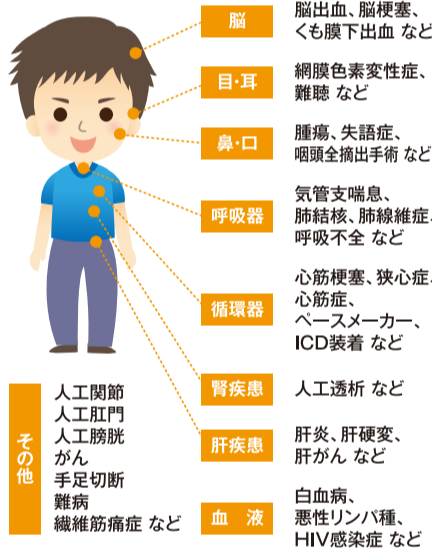 脳
脳出血、脳梗塞、
くも膜下出血 など
目・耳
網膜色素変性症、
難聴 など
鼻・口
腫瘍、失語症、
咽頭全摘出手術 など
呼吸器
気管支喘息、
肺結核、肺線維症、
呼吸不全 など
循環器
心筋梗塞、狭心症、
心筋症、
ペースメーカー、
ICD装着 など
腎疾患
人工透析 など
肝疾患
肝炎、肝硬変、
肝がん など
血 液
白血病、
悪性リンパ種、
HIV感染症 など
その他
人工関節
人工肛門
人工膀胱
がん
手足切断
難病
繊維筋痛症 など